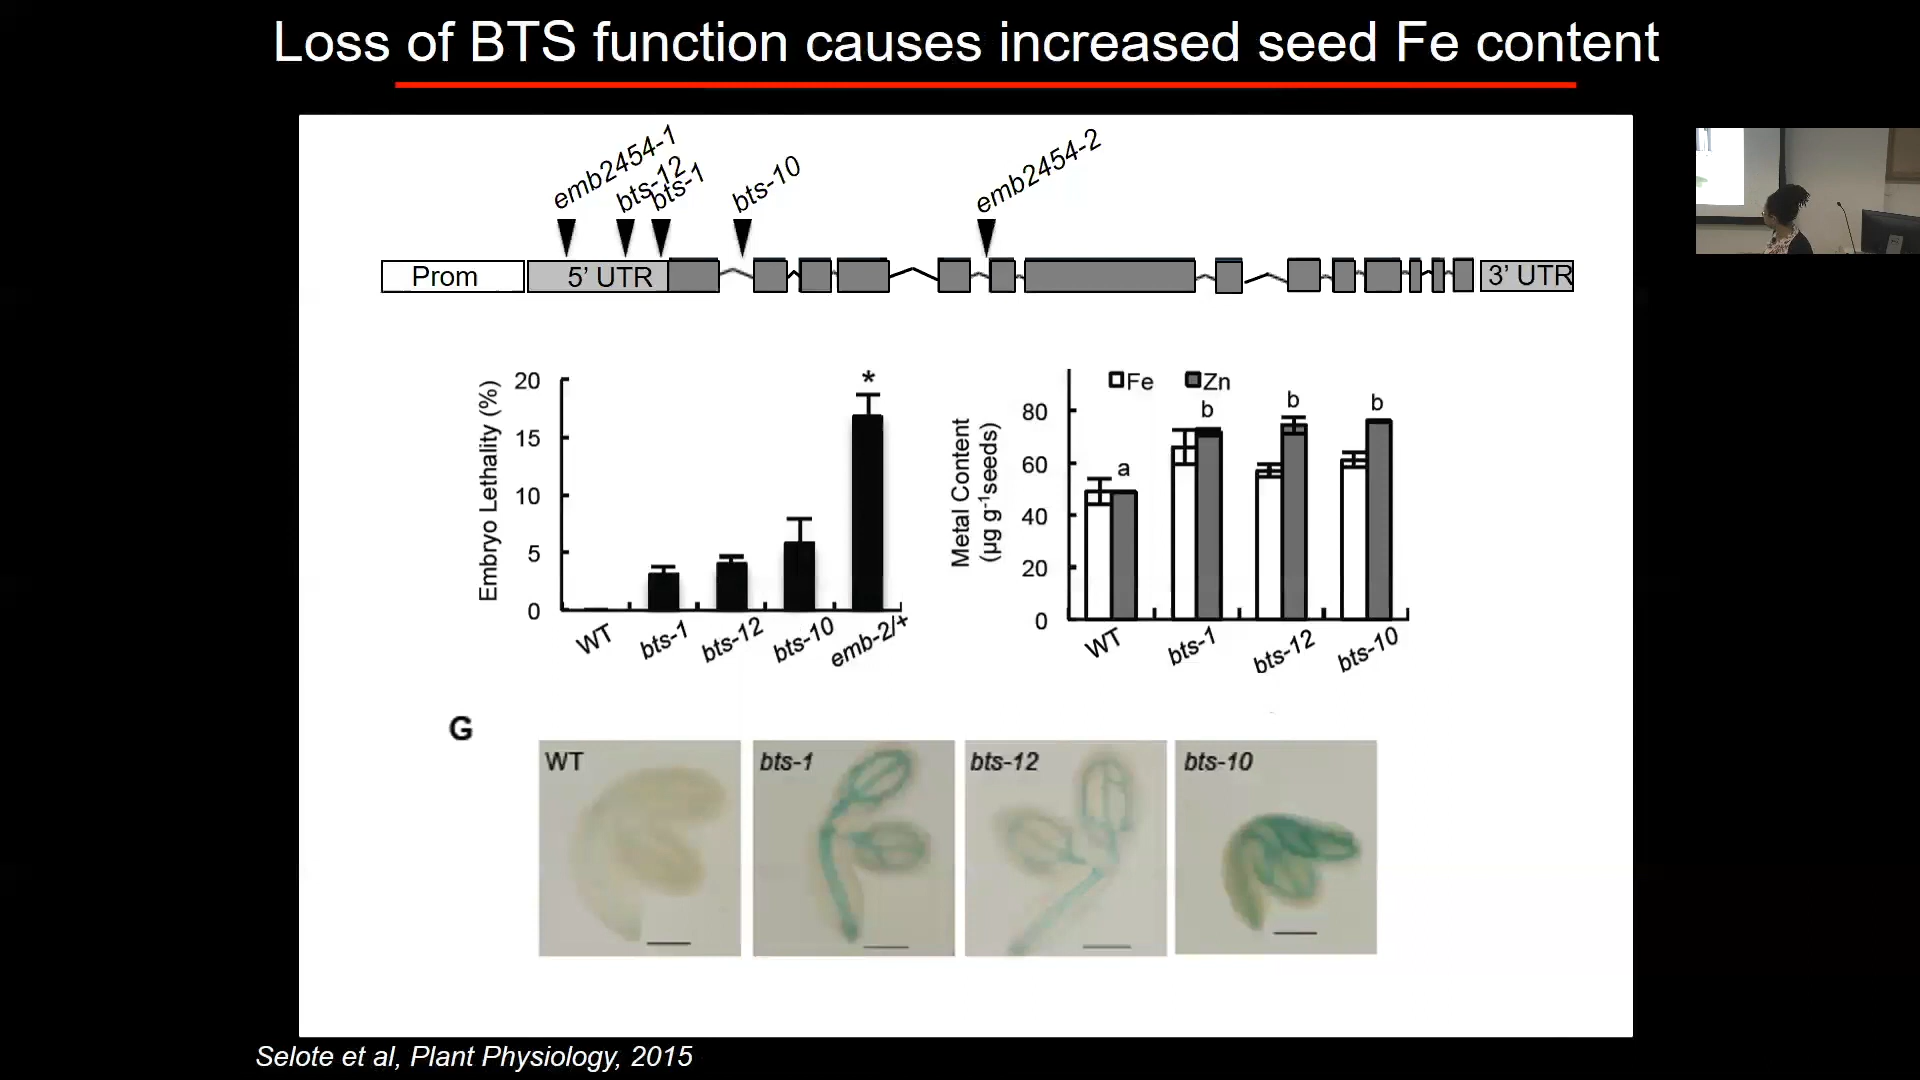 Loss of BTS function causes increased seed Fe content
emb2454-1
bts-12
bts-1
bts-10
emb2454-2
Prom
5’ UTR
3’ UTR
Embryo Lethality (%)
20
15
10
5
0
*
WT
bts-1
bts-12
bts-10
emb-2/+
Metal Content
(µg g-1seeds)
Fe
Zn
80
60
40
20
0
a
b
b
b
WT
bts-1
bts-12
bts-10
G
WT
bts-1
bts-12
bts-10
Selote et al, Plant Physiology, 2015